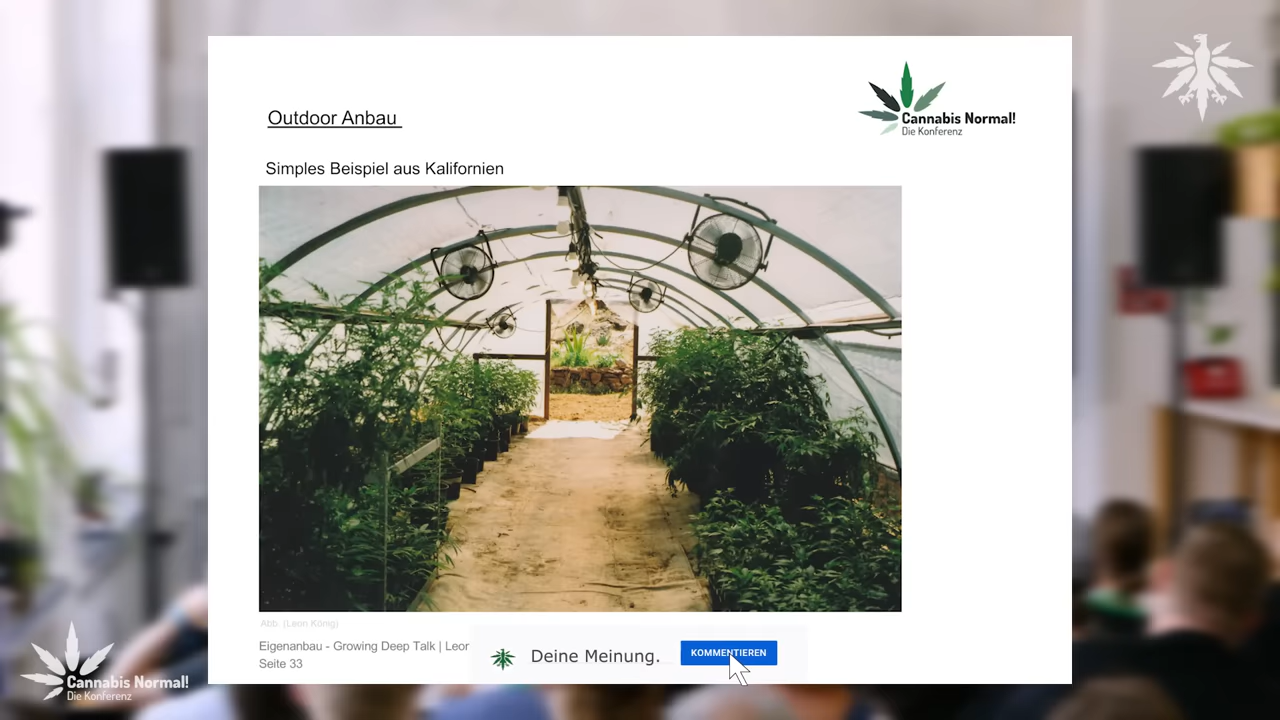 Outdoor Anbau
Cannabis Normal!
Die Konferenz
Simples Beispiel aus Kalifornien
Abb. (Leon König)
Eigenanbau - Growing Deep Talk | Leon
Seite 33
Deine Meinung.
KOMMENTIEREN
Cannabis Normal!
Die Konferenz